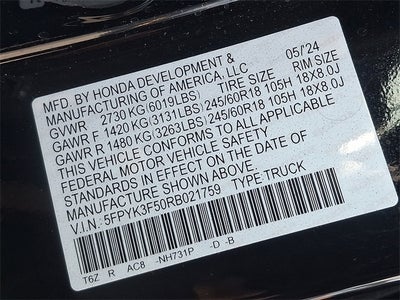 MFD. BY HONDA DEVELOPMENT &
MANUFACTURING OF AMERICA, LLC 05/'24
GVWR 2730 KG (6019LBS) TIRE SIZE RIM SIZE
GAWR F 1420 KG (3131LBS) 245/60R18 105H 18X8.0J
GAWR R 1480 KG (3263LBS) 245/60R18 105H 18X8.0J
THIS VEHICLE CONFORMS TO ALL APPLICABLE
FEDERAL MOTOR VEHICLE SAFETY
STANDARDS IN EFFECT ON THE DATE OF
MANUFACTURE SHOWN ABOVE.
V.I.N.: 5FPYK3F50RB021759 TYPE:TRUCK
T6Z R AC8 -NH731P -D -B